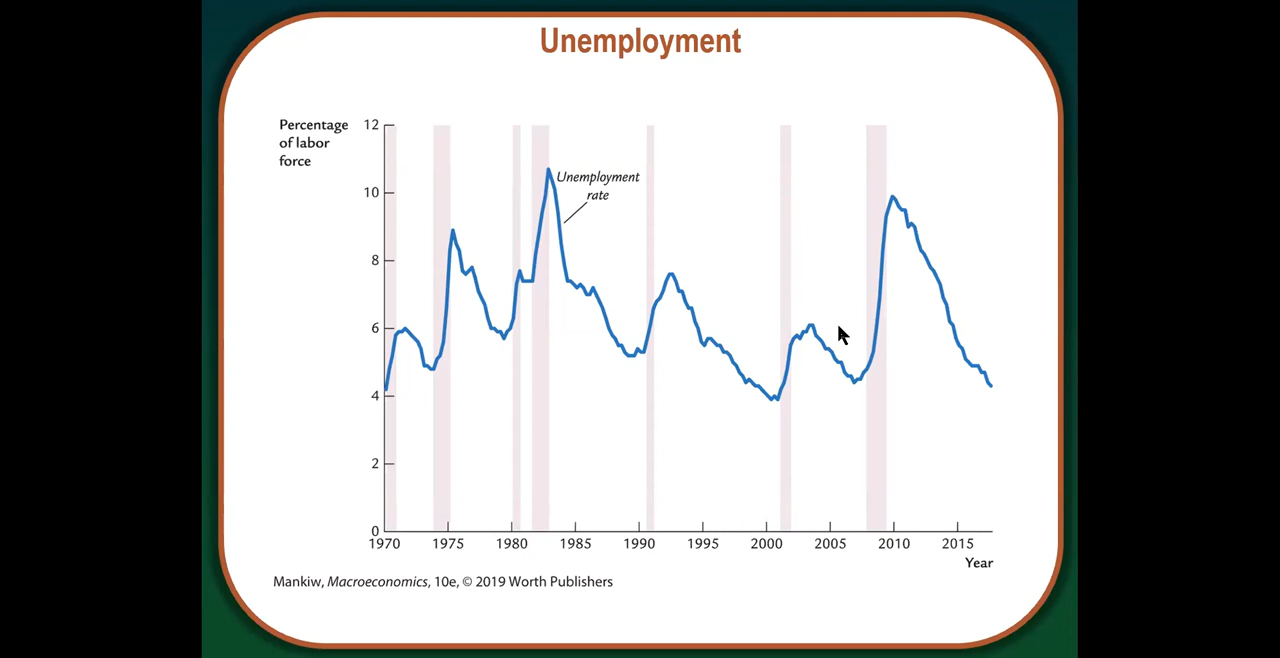 Unemployment
Percentage
of labor
force
12
10
8
6
4
2
0
Unemployment
rate
1970 1975 1980 1985 1990 1995 2000 2005 2010 2015
Year
Mankiw, Macroeconomics, 10e, © 2019 Worth Publishers